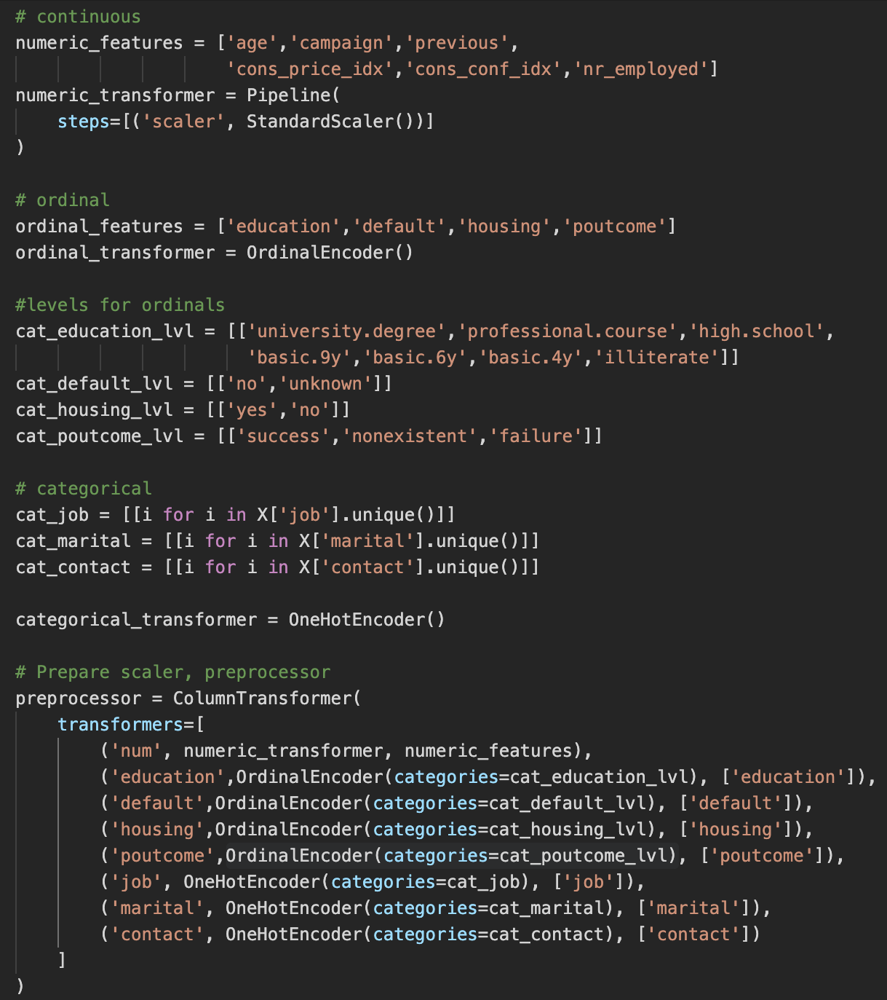 # continuous
numeric_features = ['age','campaign','previous',
                    'cons_price_idx','cons_conf_idx','nr_employed']
numeric_transformer = Pipeline(
    steps=[('scaler', StandardScaler())]
)

# ordinal
ordinal_features = ['education','default','housing','poutcome']
ordinal_transformer = OrdinalEncoder()

#levels for ordinals
cat_education_lvl = [['university.degree','professional.course','high.school',
                      'basic.9y','basic.6y','basic.4y','illiterate']]
cat_default_lvl = [['no','unknown']]
cat_housing_lvl = [['yes','no']]
cat_poutcome_lvl = [['success','nonexistent','failure']]

# categorical
cat_job = [[i for i in X['job'].unique()]]
cat_marital = [[i for i in X['marital'].unique()]]
cat_contact = [[i for i in X['contact'].unique()]]

categorical_transformer = OneHotEncoder()

# Prepare scaler, preprocessor
preprocessor = ColumnTransformer(
    transformers=[
        ('num', numeric_transformer, numeric_features),
        ('education',OrdinalEncoder(categories=cat_education_lvl), ['education']),
        ('default',OrdinalEncoder(categories=cat_default_lvl), ['default']),
        ('housing',OrdinalEncoder(categories=cat_housing_lvl), ['housing']),
        ('poutcome',OrdinalEncoder(categories=cat_poutcome_lvl), ['poutcome']),
        ('job', OneHotEncoder(categories=cat_job), ['job']),
        ('marital', OneHotEncoder(categories=cat_marital), ['marital']),
        ('contact', OneHotEncoder(categories=cat_contact), ['contact'])
    ]
)